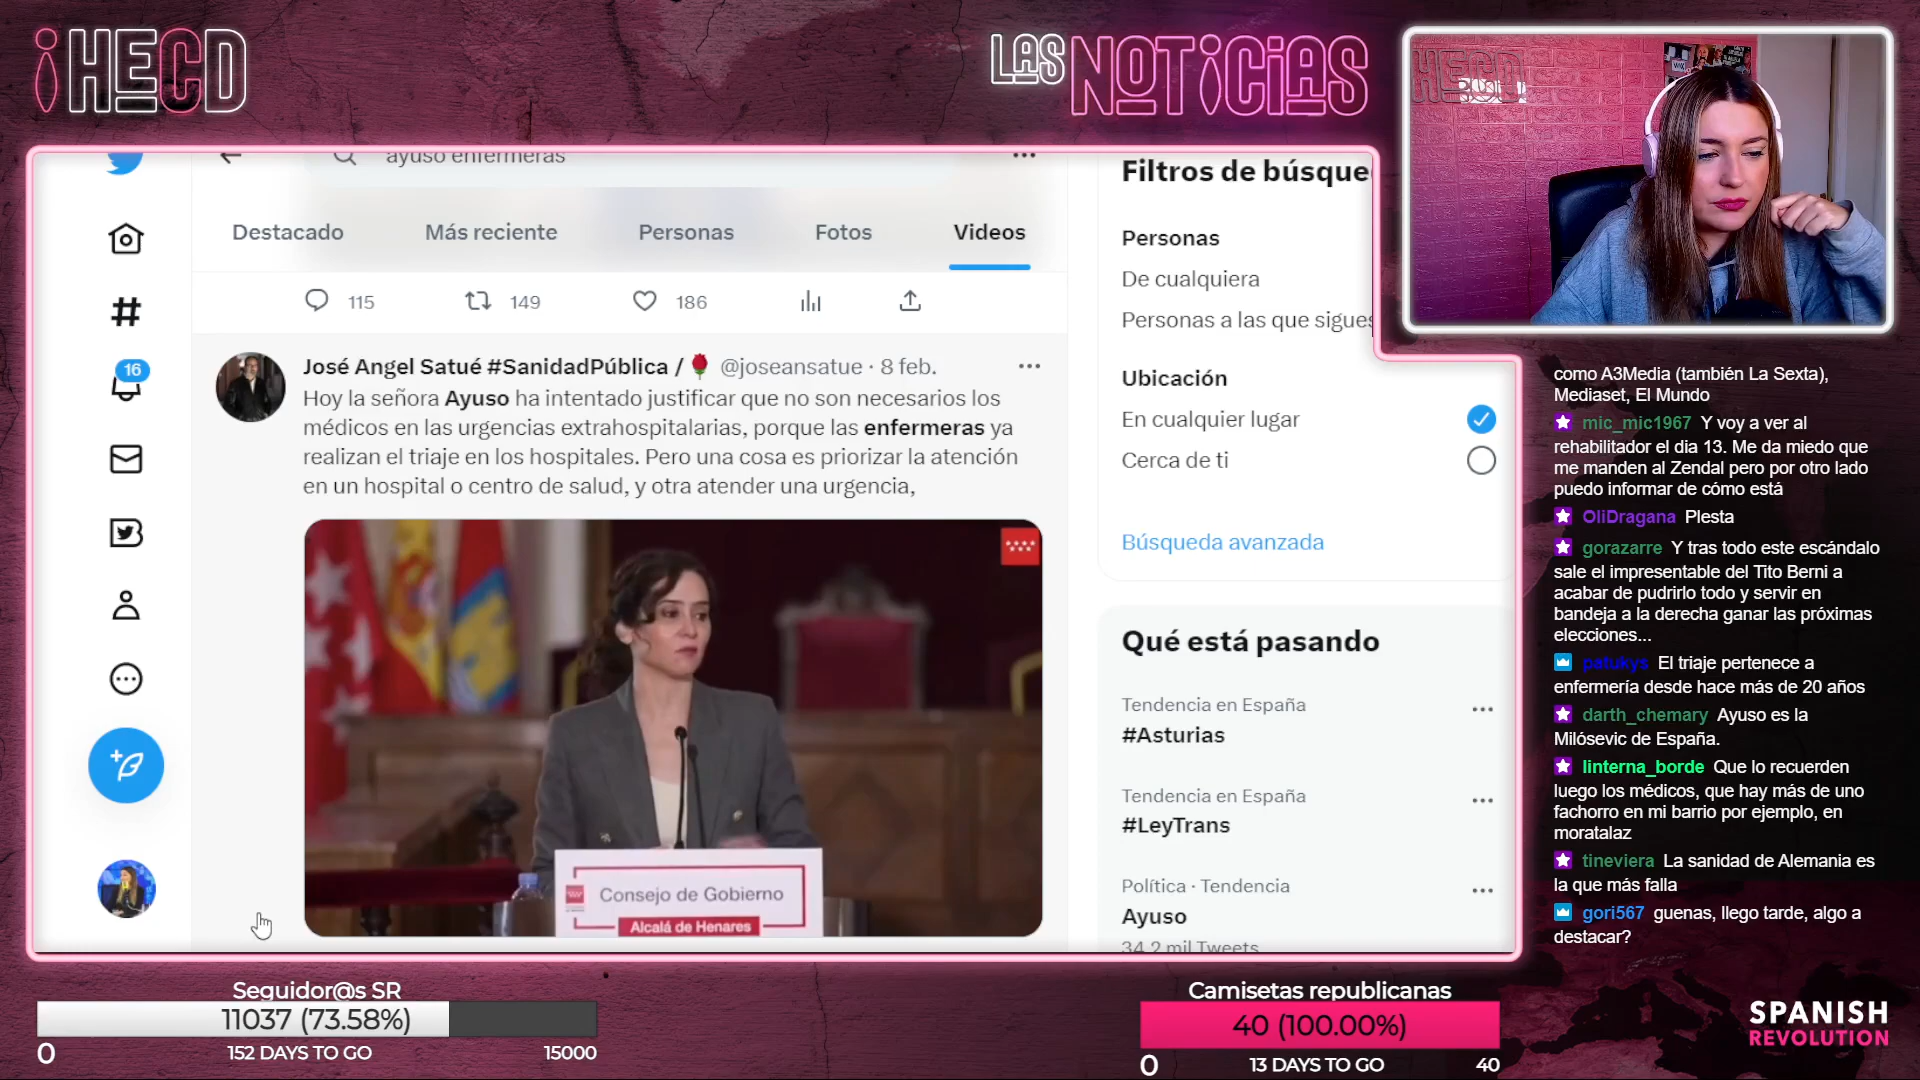 ¡HECD
LAS NOTICIAS
ayuso enfermeras
Destacado
Más reciente
Personas
Fotos
Videos
115
149
186
José Angel Satué #SanidadPública / 🌹 @joseansatue · 8 feb.
Hoy la señora Ayuso ha intentado justificar que no son necesarios los
médicos en las urgencias extrahospitalarias, porque las enfermeras ya
realizan el triaje en los hospitales. Pero una cosa es priorizar la atención
en un hospital o centro de salud, y otra atender una urgencia,
Consejo de Gobierno
Alcalá de Henares
16
Filtros de búsque
Personas
De cualquiera
Personas a las que sigues
Ubicación
En cualquier lugar
Cerca de ti
Búsqueda avanzada
Qué está pasando
Tendencia en España
#Asturias
Tendencia en España
#LeyTrans
Política · Tendencia
Ayuso
34,2 mil Tweets
HECD
como A3Media (también La Sexta),
Mediaset, El Mundo
mic_mic1967 Y voy a ver al
rehabilitador el dia 13. Me da miedo que
me manden al Zendal pero por otro lado
puedo informar de cómo está
OliDragana Plesta
gorazarre Y tras todo este escándalo
sale el impresentable del Tito Berni a
acabar de pudrirlo todo y servir en
bandeja a la derecha ganar las próximas
elecciones...
patukys El triaje pertenece a
enfermería desde hace más de 20 años
darth_chemary Ayuso es la
Milósevic de España.
linterna_borde Que lo recuerden
luego los médicos, que hay más de uno
fachorro en mi barrio por ejemplo, en
moratalaz
tineviera La sanidad de Alemania es
la que más falla
gori567 guenas, llego tarde, algo a
destacar?
Seguidor@s SR
11037 (73.58%)
0
152 DAYS TO GO
15000
Camisetas republicanas
40 (100.00%)
0
13 DAYS TO GO
40
SPANISH
REVOLUTION